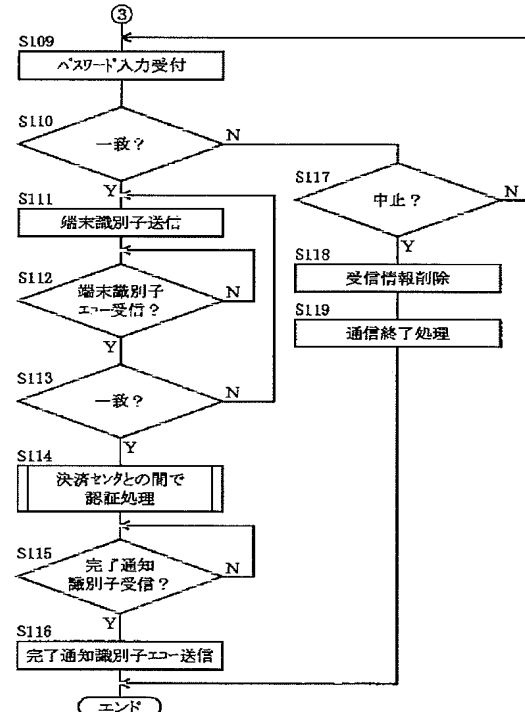 ③
S109
パスワード入力受付
S110
一致？
N
Y
S117
中止？
N
Y
S111
端末識別子送信
S112
端末識別子
エコー受信？
N
Y
S118
受信情報削除
S119
通信終了処理
S113
一致？
N
Y
S114
決済センタとの間で
認証処理
S115
完了通知
識別子受信？
N
Y
S116
完了通知識別子エコー送信
エンド